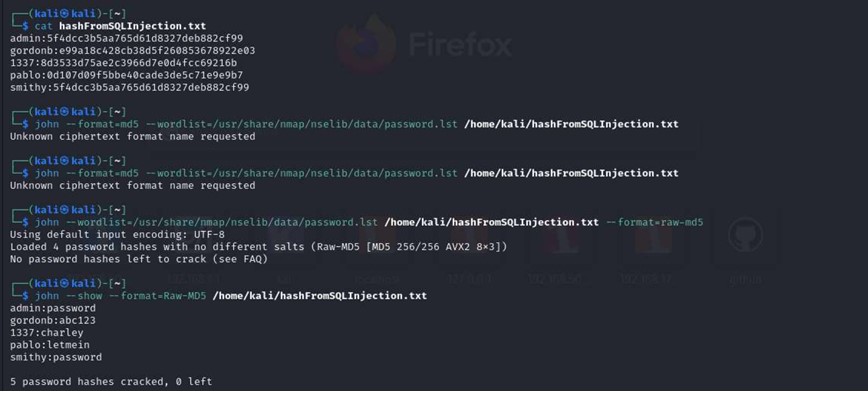 ┌──(kali㉿kali)-[~]
└─$ cat hashFromSQLInjection.txt
admin:5f4dcc3b5aa765d61d8327deb882cf99
gordonb:e99a18c428cb38d5f260853678922e03
1337:8d3533d75ae2c3966d7e0d4fcc69216b
pablo:0d107d09f5bbe40cade3de5c71e9e9b7
smithy:5f4dcc3b5aa765d61d8327deb882cf99
┌──(kali㉿kali)-[~]
└─$ john --format=md5 --wordlist=/usr/share/nmap/nselib/data/password.lst /home/kali/hashFromSQLInjection.txt
Unknown ciphertext format name requested
┌──(kali㉿kali)-[~]
└─$ john --format=md5 --wordlist=/usr/share/nmap/nselib/data/password.lst /home/kali/hashFromSQLInjection.txt
Unknown ciphertext format name requested
┌──(kali㉿kali)-[~]
└─$ john --wordlist=/usr/share/nmap/nselib/data/password.lst /home/kali/hashFromSQLInjection.txt --format=raw-md5
Using default input encoding: UTF-8
Loaded 4 password hashes with no different salts (Raw-MD5 [MD5 256/256 AVX2 8×3])
No password hashes left to crack (see FAQ)
┌──(kali㉿kali)-[~]
└─$ john --show --format=Raw-MD5 /home/kali/hashFromSQLInjection.txt
admin:password
gordonb:abc123
1337:charley
pablo:letmein
smithy:password
5 password hashes cracked, 0 left
Firefox